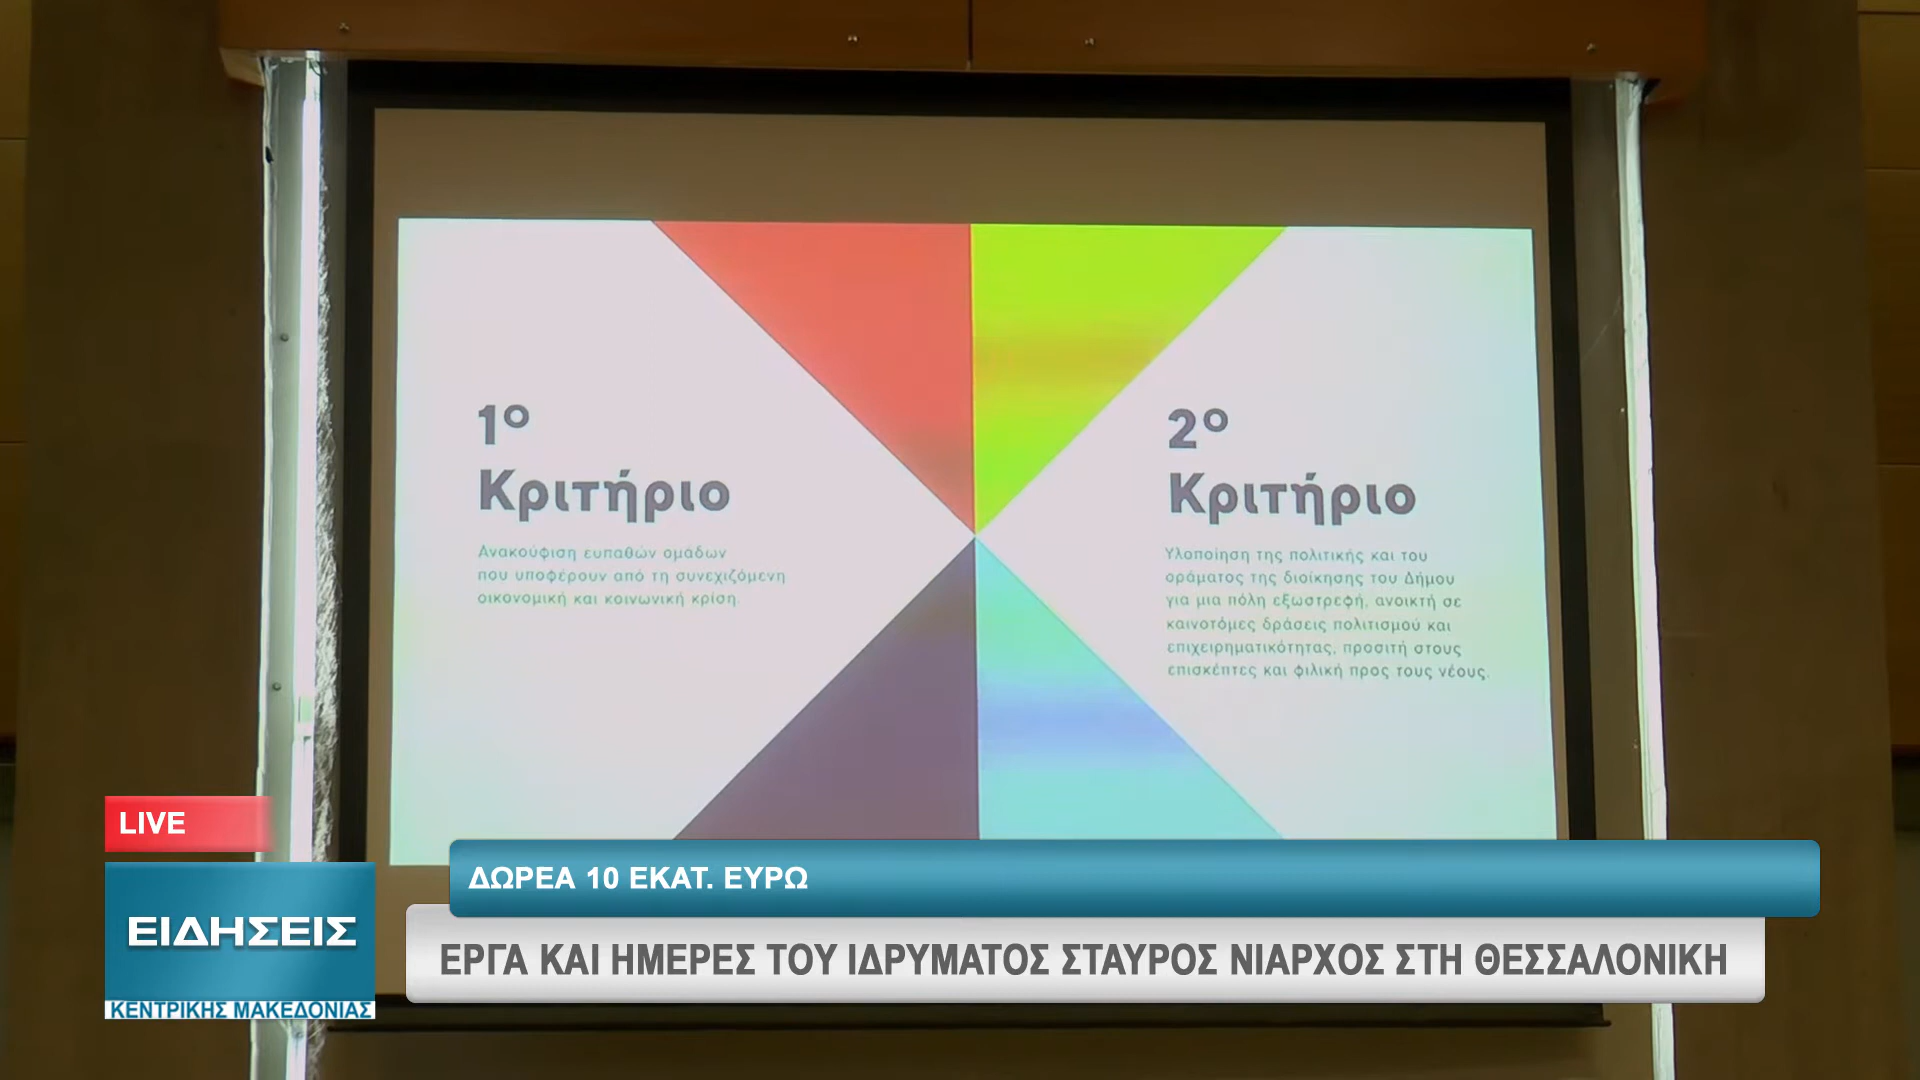 1ο
Κριτήριο
Ανακούφιση ευπαθών ομάδων
που υποφέρουν από τη συνεχιζόμενη
οικονομική και κοινωνική κρίση.
2ο
Κριτήριο
Υλοποίηση της πολιτικής και του
οράματος της διοίκησης του Δήμου
για μια πόλη εξωστρεφή, ανοικτή σε
καινοτόμες δράσεις πολιτισμού και
επιχειρηματικότητας, προσιτή στους
επισκέπτες και φιλική προς τους νέους.
LIVE
ΔΩΡΕΑ 10 ΕΚΑΤ. ΕΥΡΩ
ΕΙΔΗΣΕΙΣ
ΕΡΓΑ ΚΑΙ ΗΜΕΡΕΣ ΤΟΥ ΙΔΡΥΜΑΤΟΣ ΣΤΑΥΡΟΣ ΝΙΑΡΧΟΣ ΣΤΗ ΘΕΣΣΑΛΟΝΙΚΗ
ΚΕΝΤΡΙΚΗΣ ΜΑΚΕΔΟΝΙΑΣ